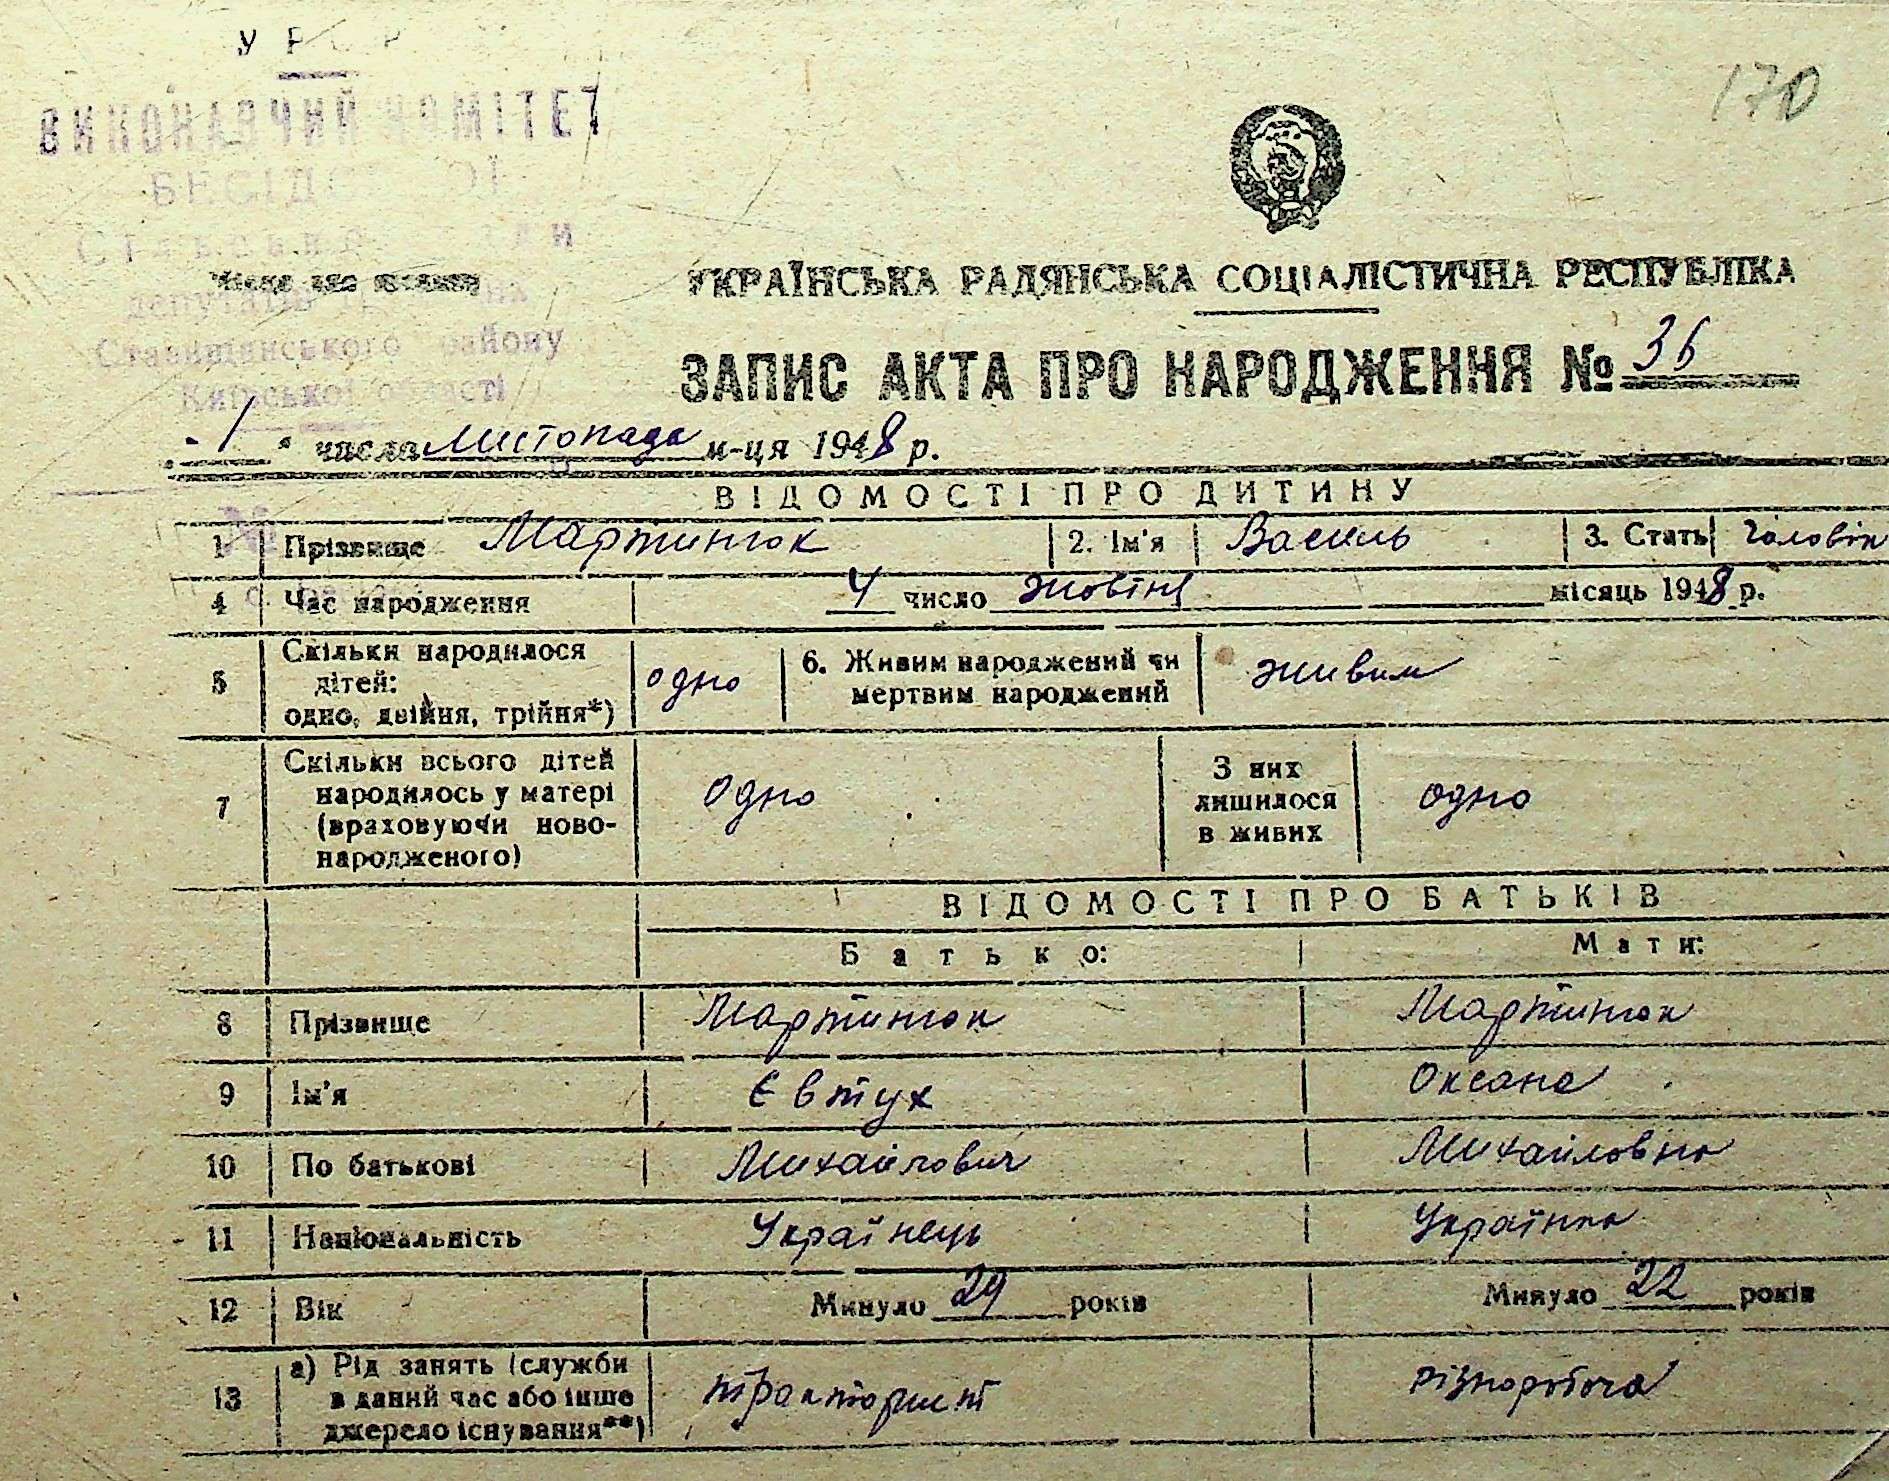 170
ВИКОНАВЧИЙ КОМІТЕТ
Ставищенського району
Київської області
УКРАЇНСЬКА РАДЯНСЬКА СОЦІАЛІСТИЧНА РЕСПУБЛІКА
ЗАПИС АКТА ПРО НАРОДЖЕННЯ № 36
"1" числа листопада м-ця 1948 р.
ВІДОМОСТІ ПРО ДИТИНУ
1 Прізвище Мартинюк 2. Ім'я Василь 3. Стать Чоловік
4 Час народження 4 число жовтня місяць 1948 р.
5 Скільки народилося дітей: одно, двійня, трійня*) одно 6. Живим народжений чи мертвим народжений живим
7 Скільки всього дітей народилось у матері (враховуючи новонародженого) одно З них лишилося в живих одно
ВІДОМОСТІ ПРО БАТЬКІВ
Батько: Мати:
8 Прізвище Мартинюк Мартинюк
9 Ім'я Євтух Оксана
10 По батькові Михайлович Михайловна
11 Національність Українець Українка
12 Вік Минуло 29 років Минуло 22 років
13 а) Рід занять (служби в даний час або інше джерело існування**) тракторист різноробоча